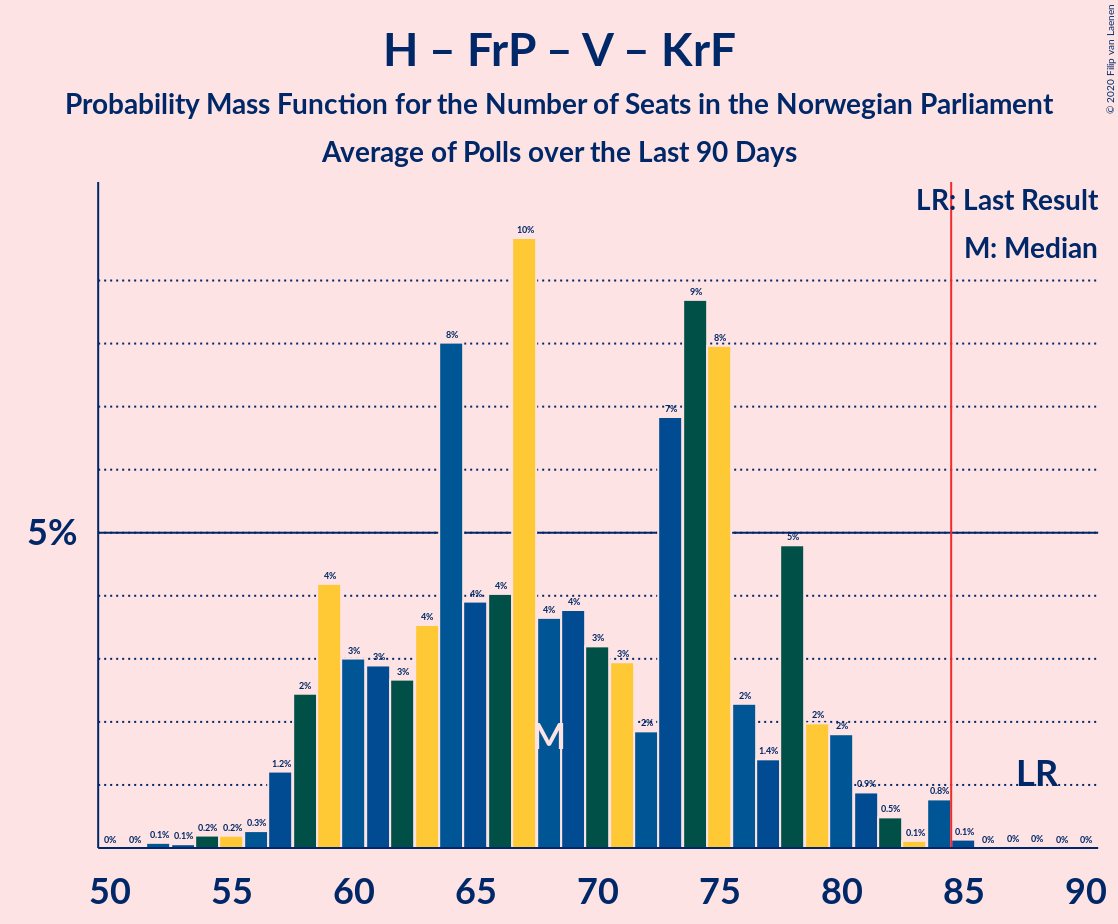 H – FrP – V – KrF
Probability Mass Function for the Number of Seats in the Norwegian Parliament
Average of Polls over the Last 90 Days
© 2020 Filip van Laenen
LR: Last Result
M: Median
5%
0% 0% 0.1% 0.1% 0.2% 0.2% 0.3% 1.2% 2% 4% 3% 3% 3% 4% 8% 4% 4% 10% 4% 4% 3% 3% 2% 7% 9% 8% 2% 1.4% 5% 2% 2% 0.9% 0.5% 0.1% 0.8% 0.1% 0% 0% 0% 0% 0%
M
LR
50 55 60 65 70 75 80 85 90